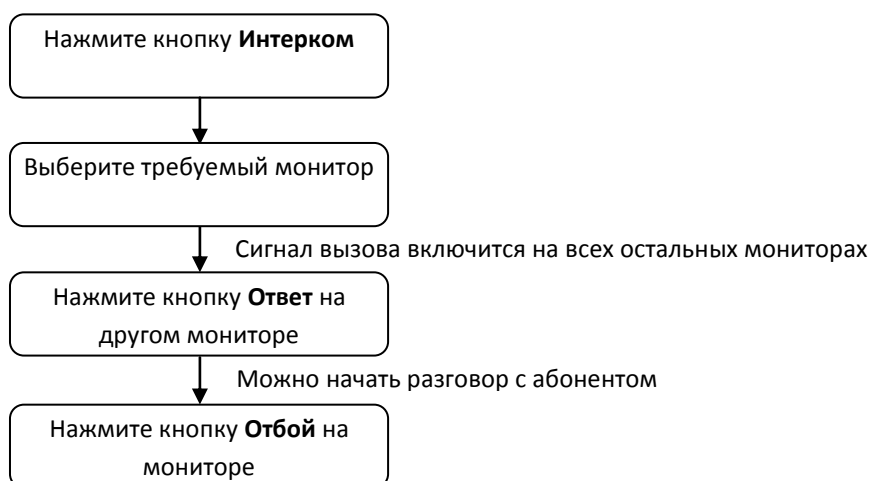 Нажмите кнопку Интерком
Выберите требуемый монитор
Сигнал вызова включится на всех остальных мониторах
Нажмите кнопку Ответ на
другом мониторе
Можно начать разговор с абонентом
Нажмите кнопку Отбой на
мониторе